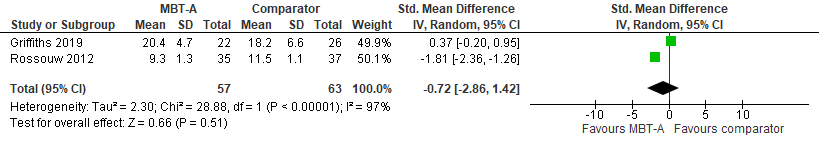 MBT-A Comparator Std. Mean Difference Std. Mean Difference
Study or Subgroup Mean SD Total Mean SD Total Weight IV, Random, 95% CI IV, Random, 95% CI
Griffiths 2019 20.4 4.7 22 18.2 6.6 26 49.9% 0.37 [-0.20, 0.95]
Rossouw 2012 9.3 1.3 35 11.5 1.1 37 50.1% -1.81 [-2.36, -1.26]
Total (95% CI) 57 63 100.0% -0.72 [-2.86, 1.42]
Heterogeneity: Tau² = 2.30; Chi² = 28.88, df = 1 (P < 0.00001); I² = 97%
Test for overall effect: Z = 0.66 (P = 0.51)
-10 -5 0 5 10
Favours MBT-A Favours comparator